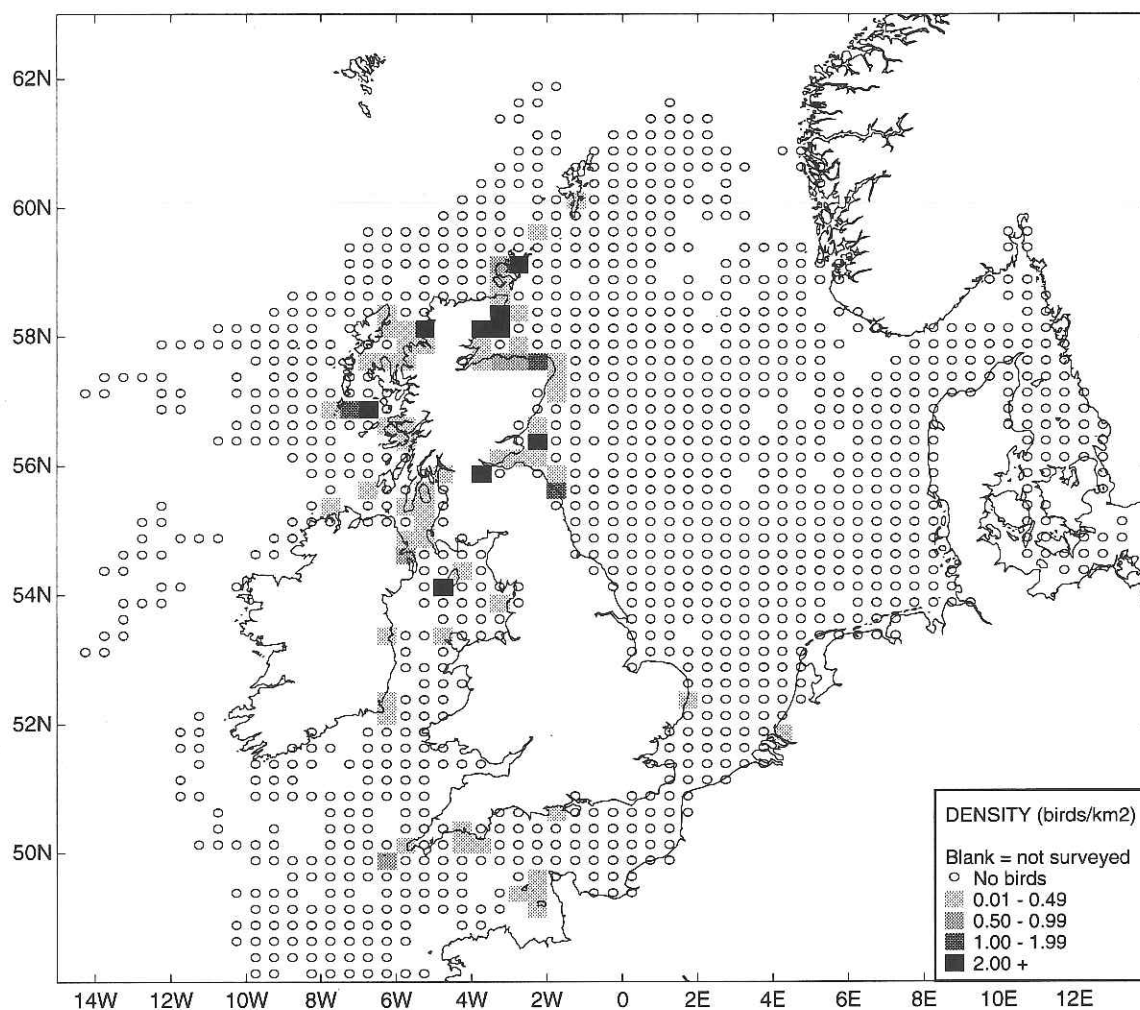 62N
60N
58N
56N
54N
52N
50N
14W 12W 10W 8W 6W 4W 2W 0 2E 4E 6E 8E 10E 12E
DENSITY (birds/km2)
Blank = not surveyed
No birds
0.01 - 0.49
0.50 - 0.99
1.00 - 1.99
2.00 +